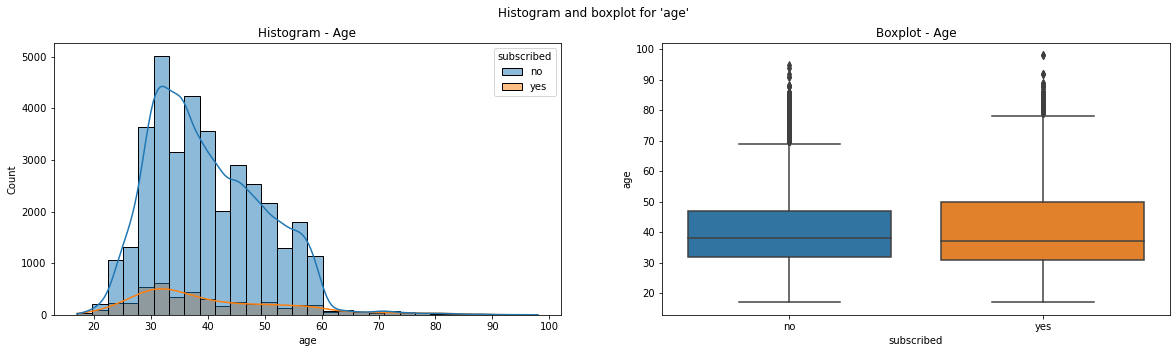 Histogram and boxplot for 'age'
Histogram - Age
subscribed
no
yes
5000
4000
3000
2000
1000
0
Count
20 30 40 50 60 70 80 90 100
age
Boxplot - Age
100
90
80
70
60
50
40
30
20
age
no yes
subscribed